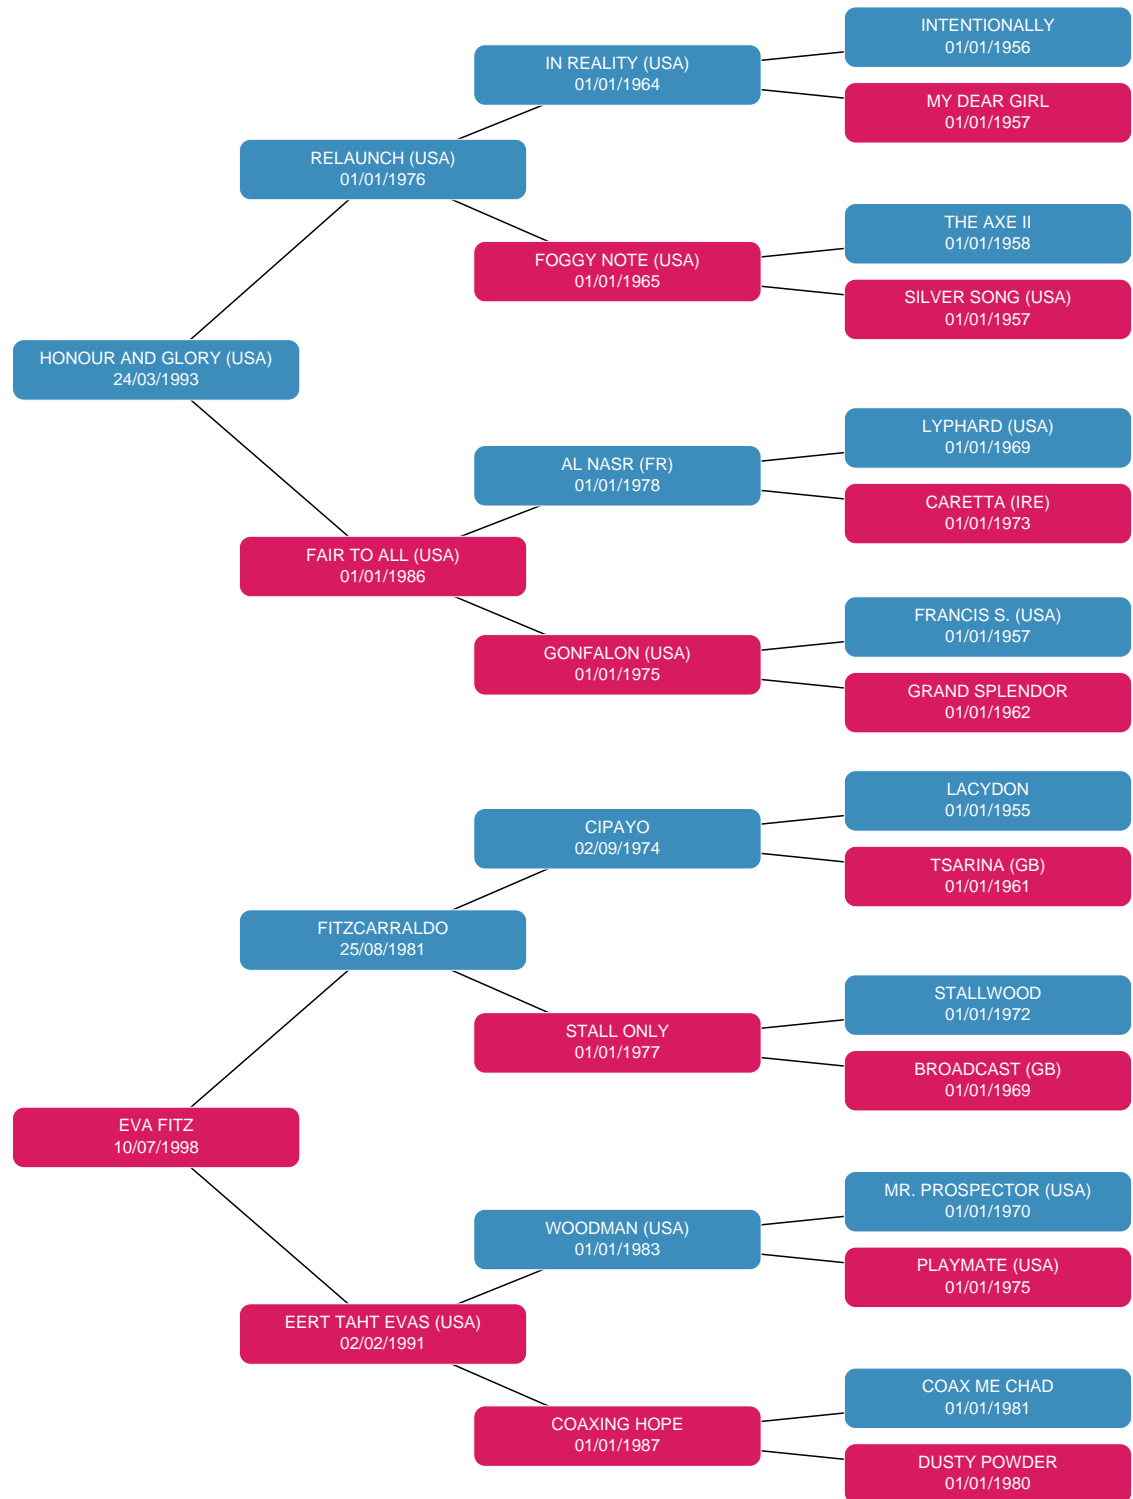 INTENTIONALLY
01/01/1956
IN REALITY (USA)
01/01/1964
MY DEAR GIRL
01/01/1957
RELAUNCH (USA)
01/01/1976
THE AXE II
01/01/1958
FOGGY NOTE (USA)
01/01/1965
SILVER SONG (USA)
01/01/1957
HONOUR AND GLORY (USA)
24/03/1993
LYPHARD (USA)
01/01/1969
AL NASR (FR)
01/01/1978
CARETTA (IRE)
01/01/1973
FAIR TO ALL (USA)
01/01/1986
FRANCIS S. (USA)
01/01/1957
GONFALON (USA)
01/01/1975
GRAND SPLENDOR
01/01/1962
LACYDON
01/01/1955
CIPAYO
02/09/1974
TSARINA (GB)
01/01/1961
FITZCARRALDO
25/08/1981
STALLWOOD
01/01/1972
STALL ONLY
01/01/1977
BROADCAST (GB)
01/01/1969
EVA FITZ
10/07/1998
MR. PROSPECTOR (USA)
01/01/1970
WOODMAN (USA)
01/01/1983
PLAYMATE (USA)
01/01/1975
EERT TAHT EVAS (USA)
02/02/1991
COAX ME CHAD
01/01/1981
COAXING HOPE
01/01/1987
DUSTY POWDER
01/01/1980